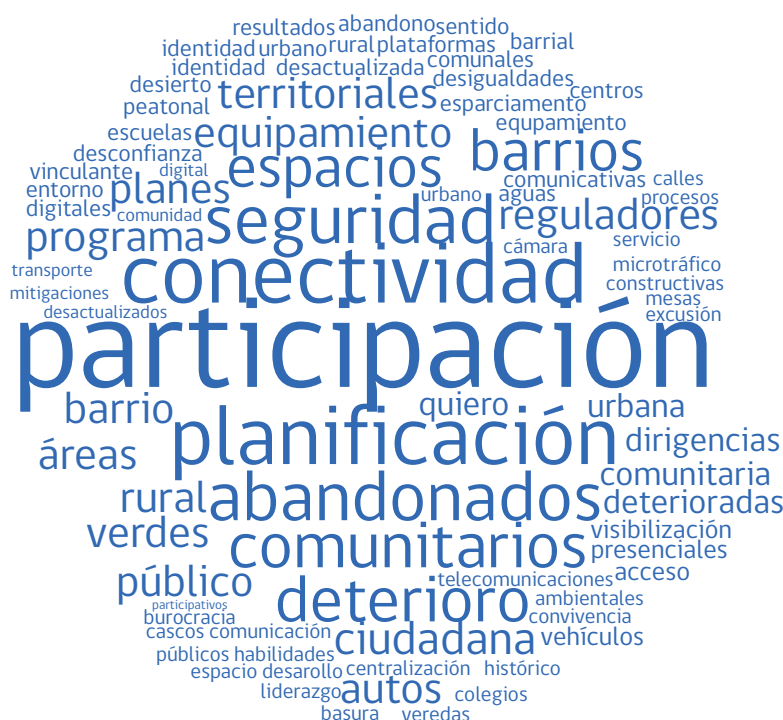 resultados abandono sentido
identidad urbano rural plataformas barrial
identidad desactualizada comunales
desierto territoriales desigualdades centros
peatonal esparciamento
escuelas equipamiento equpamiento
desconfianza espacios barrios
vinculante digital comunicativas calles
entorno planes urbano aguas procesos
digitales comunidad seguridad reguladores
programa cámara servicio
transporte conectividad microtráfico
mitigaciones constructivas
desactualizados mesas
participación excusión
barrio quiero urbana
áreas planificación dirigencias
comunitaria
rural abandonados deterioradas
verdes comunitarios visibilización
presenciales
público telecomunicaciones acceso
participativos deterioro ambientales
burocracia convivencia
cascos comunicación ciudadana vehículos
públicos habilidades
espacio desarollo centralización histórico
liderazgo autos colegios
basura veredas